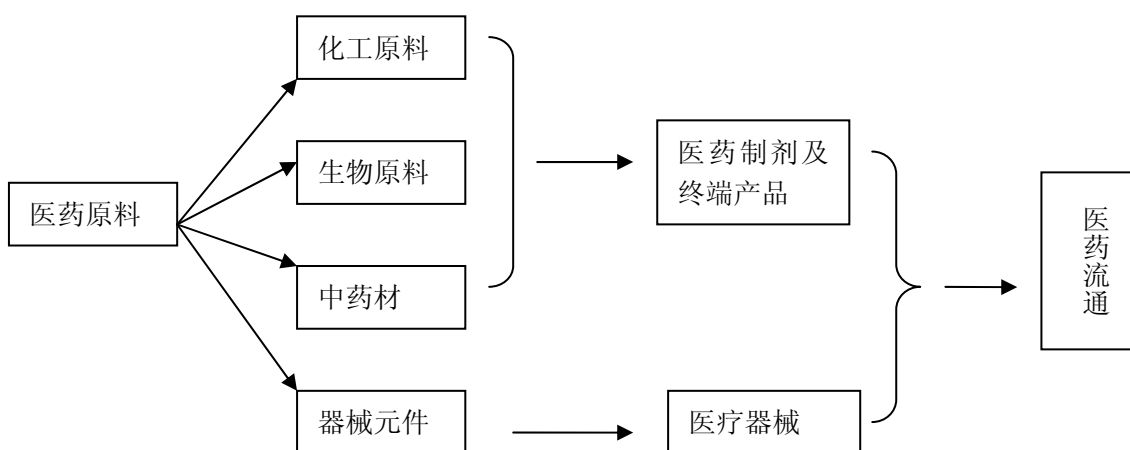 化工原料
生物原料
医药原料
中药材
器械元件
医药制剂及
终端产品
医疗器械
医药流通